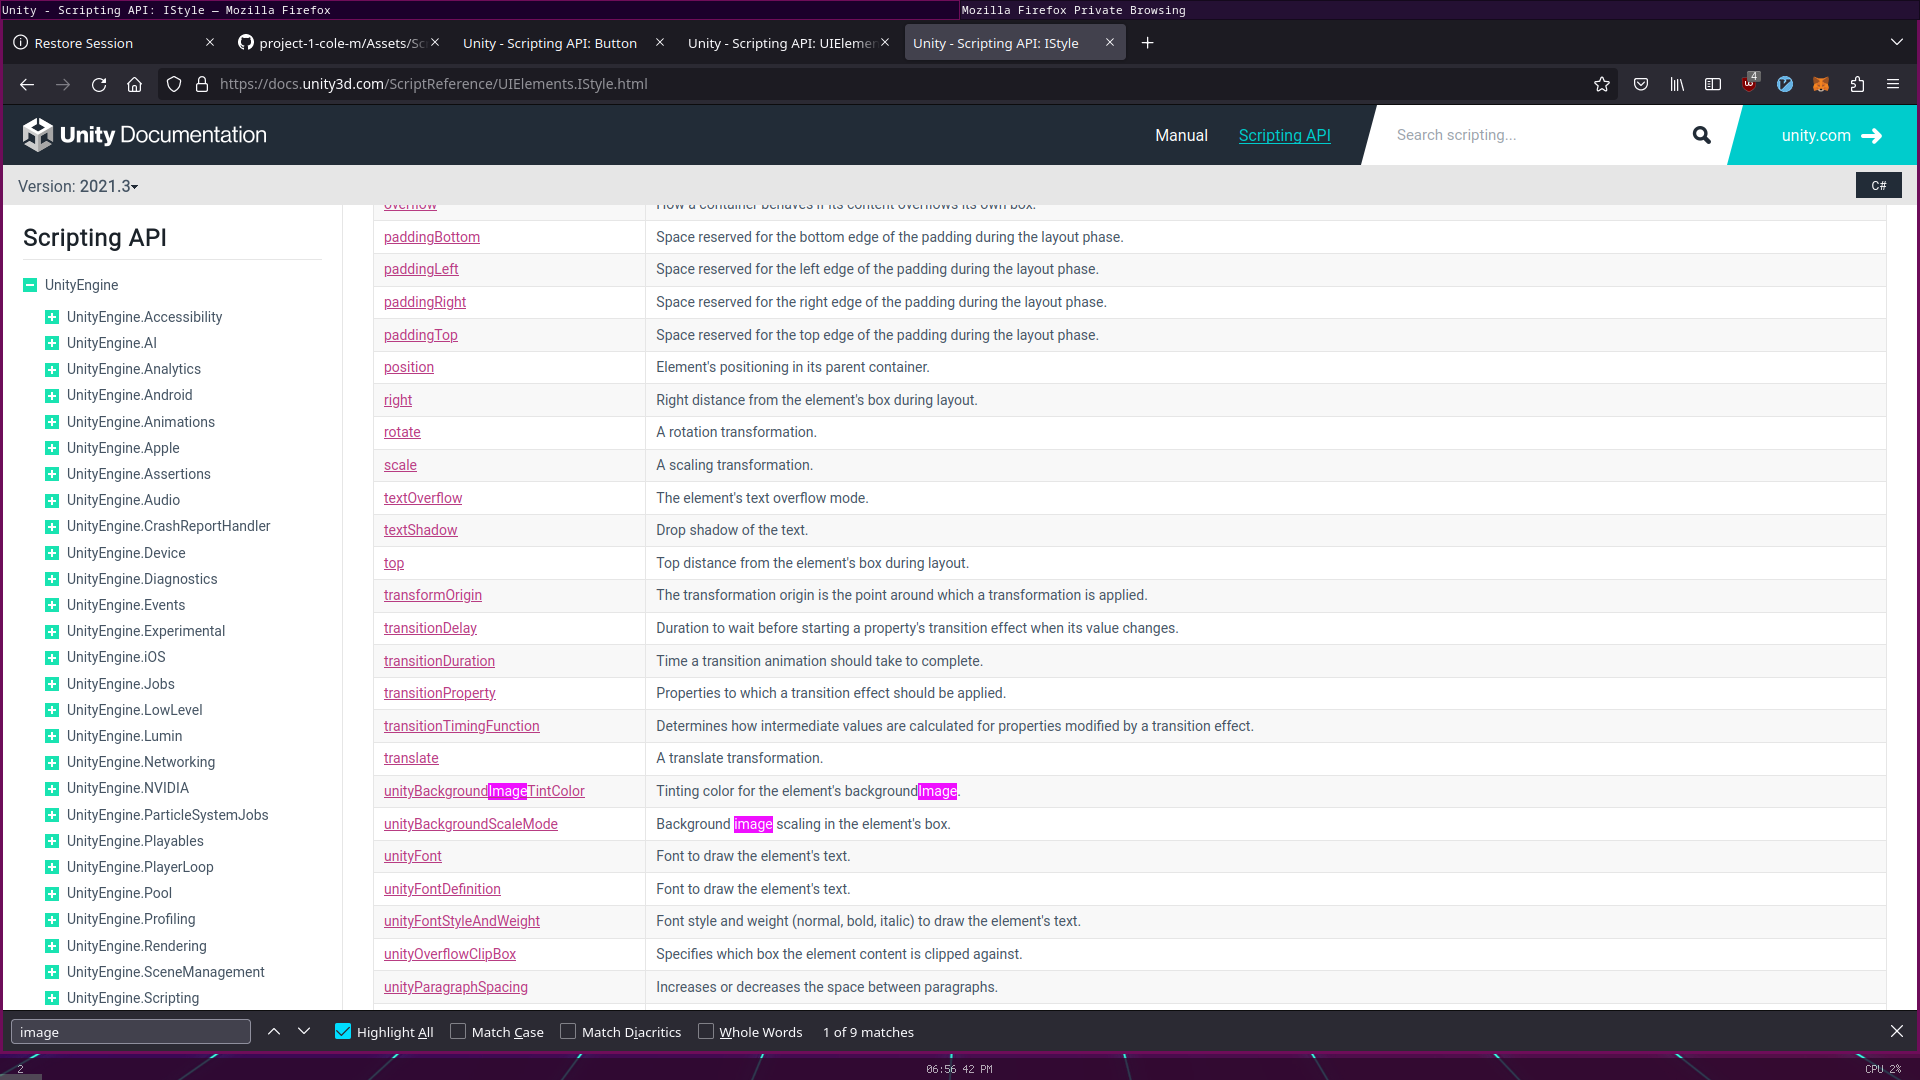 Unity - Scripting API: IStyle — Mozilla Firefox
Mozilla Firefox Private Browsing
Restore Session
project-1-cole-m/Assets/Sc
Unity - Scripting API: Button
Unity - Scripting API: UIElemen
Unity - Scripting API: IStyle
https://docs.unity3d.com/ScriptReference/UIElements.IStyle.html
4
Unity Documentation
Manual
Scripting API
Search scripting...
unity.com
Version: 2021.3
C#
Scripting API
UnityEngine
UnityEngine.Accessibility
UnityEngine.AI
UnityEngine.Analytics
UnityEngine.Android
UnityEngine.Animations
UnityEngine.Apple
UnityEngine.Assertions
UnityEngine.Audio
UnityEngine.CrashReportHandler
UnityEngine.Device
UnityEngine.Diagnostics
UnityEngine.Events
UnityEngine.Experimental
UnityEngine.iOS
UnityEngine.Jobs
UnityEngine.LowLevel
UnityEngine.Lumin
UnityEngine.Networking
UnityEngine.NVIDIA
UnityEngine.ParticleSystemJobs
UnityEngine.Playables
UnityEngine.PlayerLoop
UnityEngine.Pool
UnityEngine.Profiling
UnityEngine.Rendering
UnityEngine.SceneManagement
UnityEngine.Scripting
overflow How a container behaves if its content overflows its own box.
paddingBottom Space reserved for the bottom edge of the padding during the layout phase.
paddingLeft Space reserved for the left edge of the padding during the layout phase.
paddingRight Space reserved for the right edge of the padding during the layout phase.
paddingTop Space reserved for the top edge of the padding during the layout phase.
position Element's positioning in its parent container.
right Right distance from the element's box during layout.
rotate A rotation transformation.
scale A scaling transformation.
textOverflow The element's text overflow mode.
textShadow Drop shadow of the text.
top Top distance from the element's box during layout.
transformOrigin The transformation origin is the point around which a transformation is applied.
transitionDelay Duration to wait before starting a property's transition effect when its value changes.
transitionDuration Time a transition animation should take to complete.
transitionProperty Properties to which a transition effect should be applied.
transitionTimingFunction Determines how intermediate values are calculated for properties modified by a transition effect.
translate A translate transformation.
unityBackgroundImageTintColor Tinting color for the element's backgroundImage.
unityBackgroundScaleMode Background image scaling in the element's box.
unityFont Font to draw the element's text.
unityFontDefinition Font to draw the element's text.
unityFontStyleAndWeight Font style and weight (normal, bold, italic) to draw the element's text.
unityOverflowClipBox Specifies which box the element content is clipped against.
unityParagraphSpacing Increases or decreases the space between paragraphs.
image
Highlight All
Match Case
Match Diacritics
Whole Words
1 of 9 matches
2
06:56 42 PM
CPU 2%